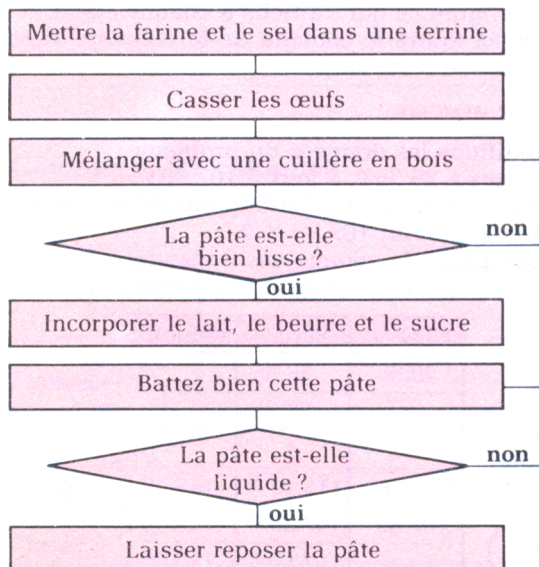 Mettre la farine et le sel dans une terrine
Casser les œufs
Mélanger avec une cuillère en bois
La pâte est-elle
bien lisse ?
non
oui
Incorporer le lait, le beurre et le sucre
Battez bien cette pâte
La pâte est-elle
liquide ?
non
oui
Laisser reposer la pâte